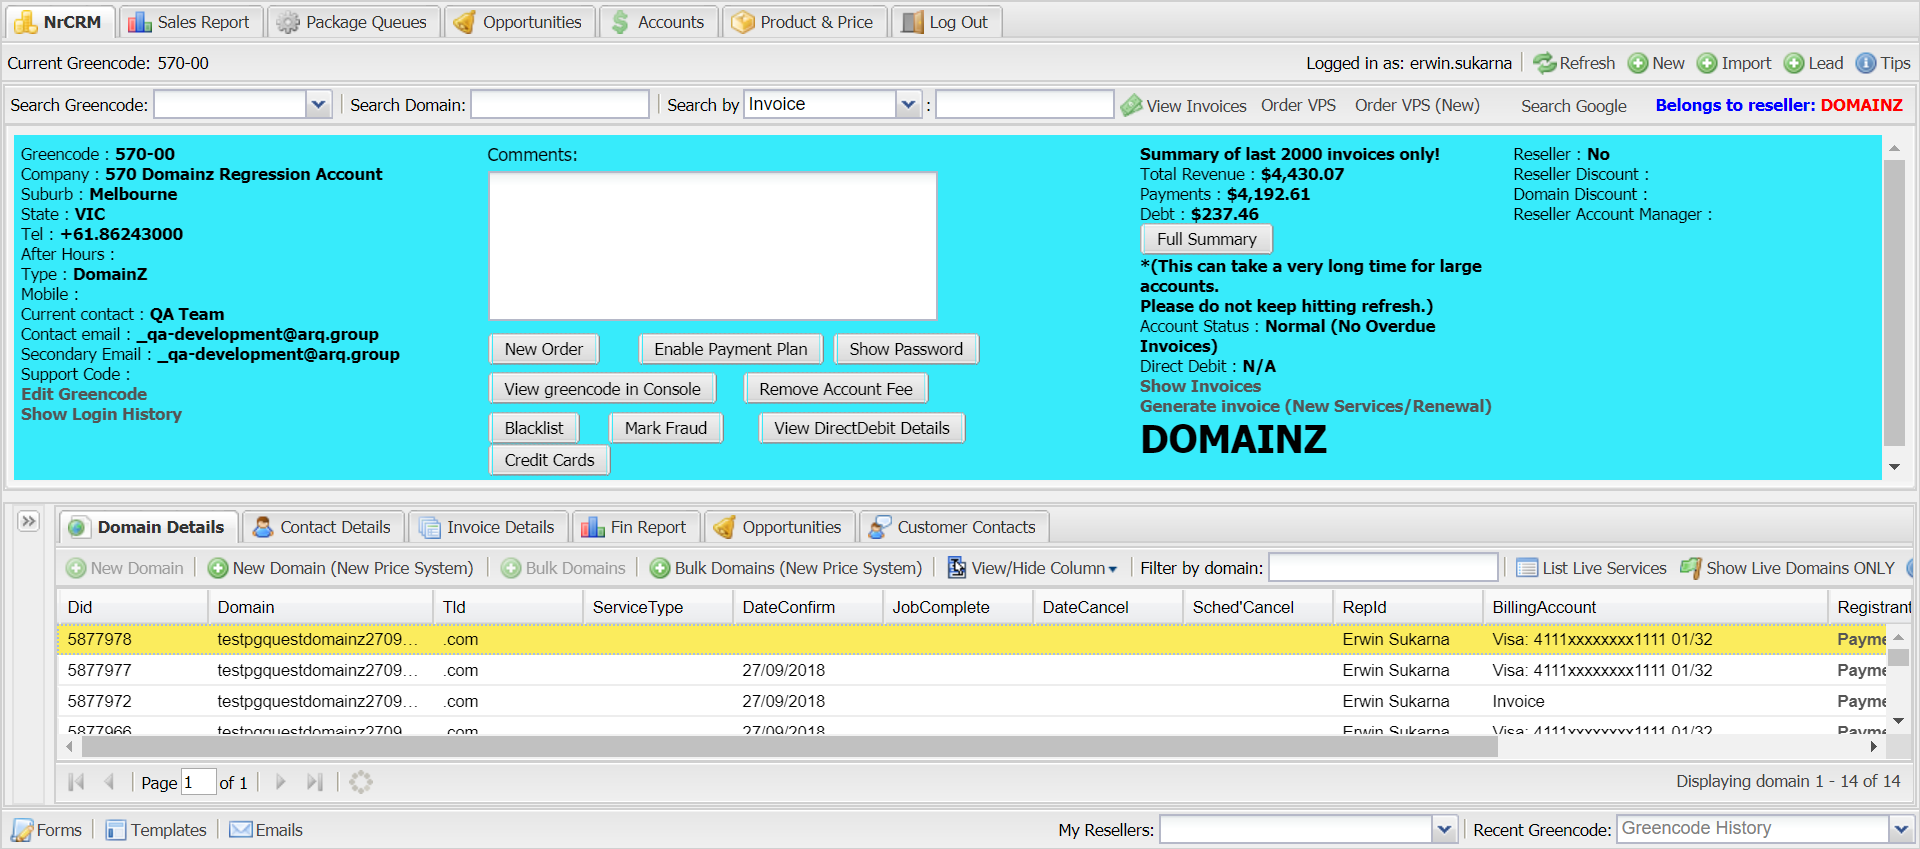 NrCRM Sales Report Package Queues Opportunities Accounts Product & Price Log Out
Current Greencode: 570-00 Logged in as: erwin.sukarna Refresh New Import Lead Tips
Search Greencode: Search Domain: Search by Invoice : View Invoices Order VPS Order VPS (New) Search Google Belongs to reseller: DOMAINZ
Greencode : 570-00
Company : 570 Domainz Regression Account
Suburb : Melbourne
State : VIC
Tel : +61.86243000
After Hours :
Type : DomainZ
Mobile :
Current contact : QA Team
Contact email : _qa-development@arq.group
Secondary Email : _qa-development@arq.group
Support Code :
Edit Greencode
Show Login History
Comments:
New Order Enable Payment Plan Show Password
View greencode in Console Remove Account Fee
Blacklist Mark Fraud View DirectDebit Details
Credit Cards
Summary of last 2000 invoices only!
Total Revenue : $4,430.07
Payments : $4,192.61
Debt : $237.46
Full Summary
*(This can take a very long time for large
accounts.
Please do not keep hitting refresh.)
Account Status : Normal (No Overdue
Invoices)
Direct Debit : N/A
Show Invoices
Generate invoice (New Services/Renewal)
DOMAINZ
Reseller : No
Reseller Discount :
Domain Discount :
Reseller Account Manager :
Domain Details Contact Details Invoice Details Fin Report Opportunities Customer Contacts
New Domain New Domain (New Price System) Bulk Domains Bulk Domains (New Price System) View/Hide Column Filter by domain: List Live Services Show Live Domains ONLY
Did Domain Tld ServiceType DateConfirm JobComplete DateCancel Sched'Cancel RepId BillingAccount Registrant
5877978 testpgquestdomainz2709... .com Erwin Sukarna Visa: 4111xxxxxxxx1111 01/32 Payme
5877977 testpgquestdomainz2709... .com 27/09/2018 Erwin Sukarna Visa: 4111xxxxxxxx1111 01/32 Payme
5877972 testpgquestdomainz2709... .com 27/09/2018 Erwin Sukarna Invoice Payme
5877966 testpgquestdomainz2709... .com 27/09/2018 Erwin Sukarna Visa: 4111xxxxxxxx1111 01/32 Payme
Page 1 of 1 Displaying domain 1 - 14 of 14
Forms Templates Emails My Resellers: Recent Greencode: Greencode History